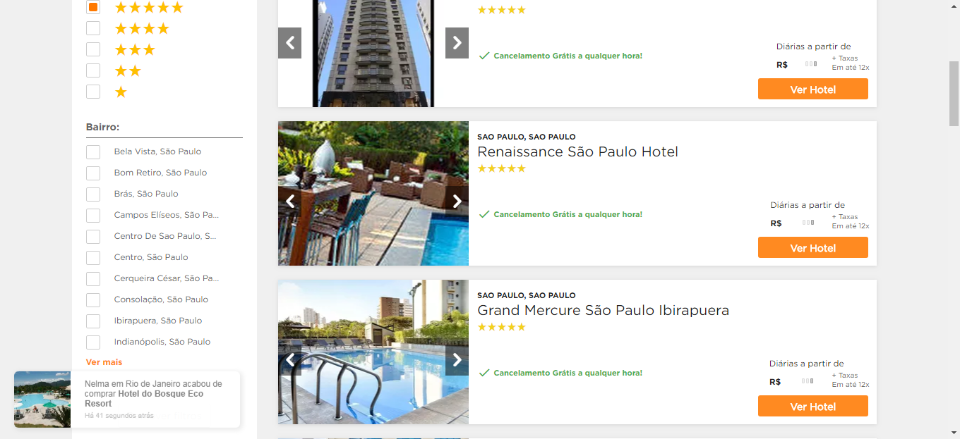 Bairro:
Bela Vista, São Paulo
Bom Retiro, São Paulo
Brás, São Paulo
Campos Elíseos, São Pa...
Centro De Sao Paulo, S...
Centro, São Paulo
Cerqueira César, São Pa...
Consolação, São Paulo
Ibirapuera, São Paulo
Indianópolis, São Paulo
Ver mais
Nelma em Rio de Janeiro acabou de
comprar Hotel do Bosque Eco
Resort
Há 41 segundos atrás
Cancelamento Grátis a qualquer hora!
Diárias a partir de
R$
+ Taxas
Em até 12x
Ver Hotel
SAO PAULO, SAO PAULO
Renaissance São Paulo Hotel
Cancelamento Grátis a qualquer hora!
Diárias a partir de
R$
+ Taxas
Em até 12x
Ver Hotel
SAO PAULO, SAO PAULO
Grand Mercure São Paulo Ibirapuera
Cancelamento Grátis a qualquer hora!
Diárias a partir de
R$
+ Taxas
Em até 12x
Ver Hotel